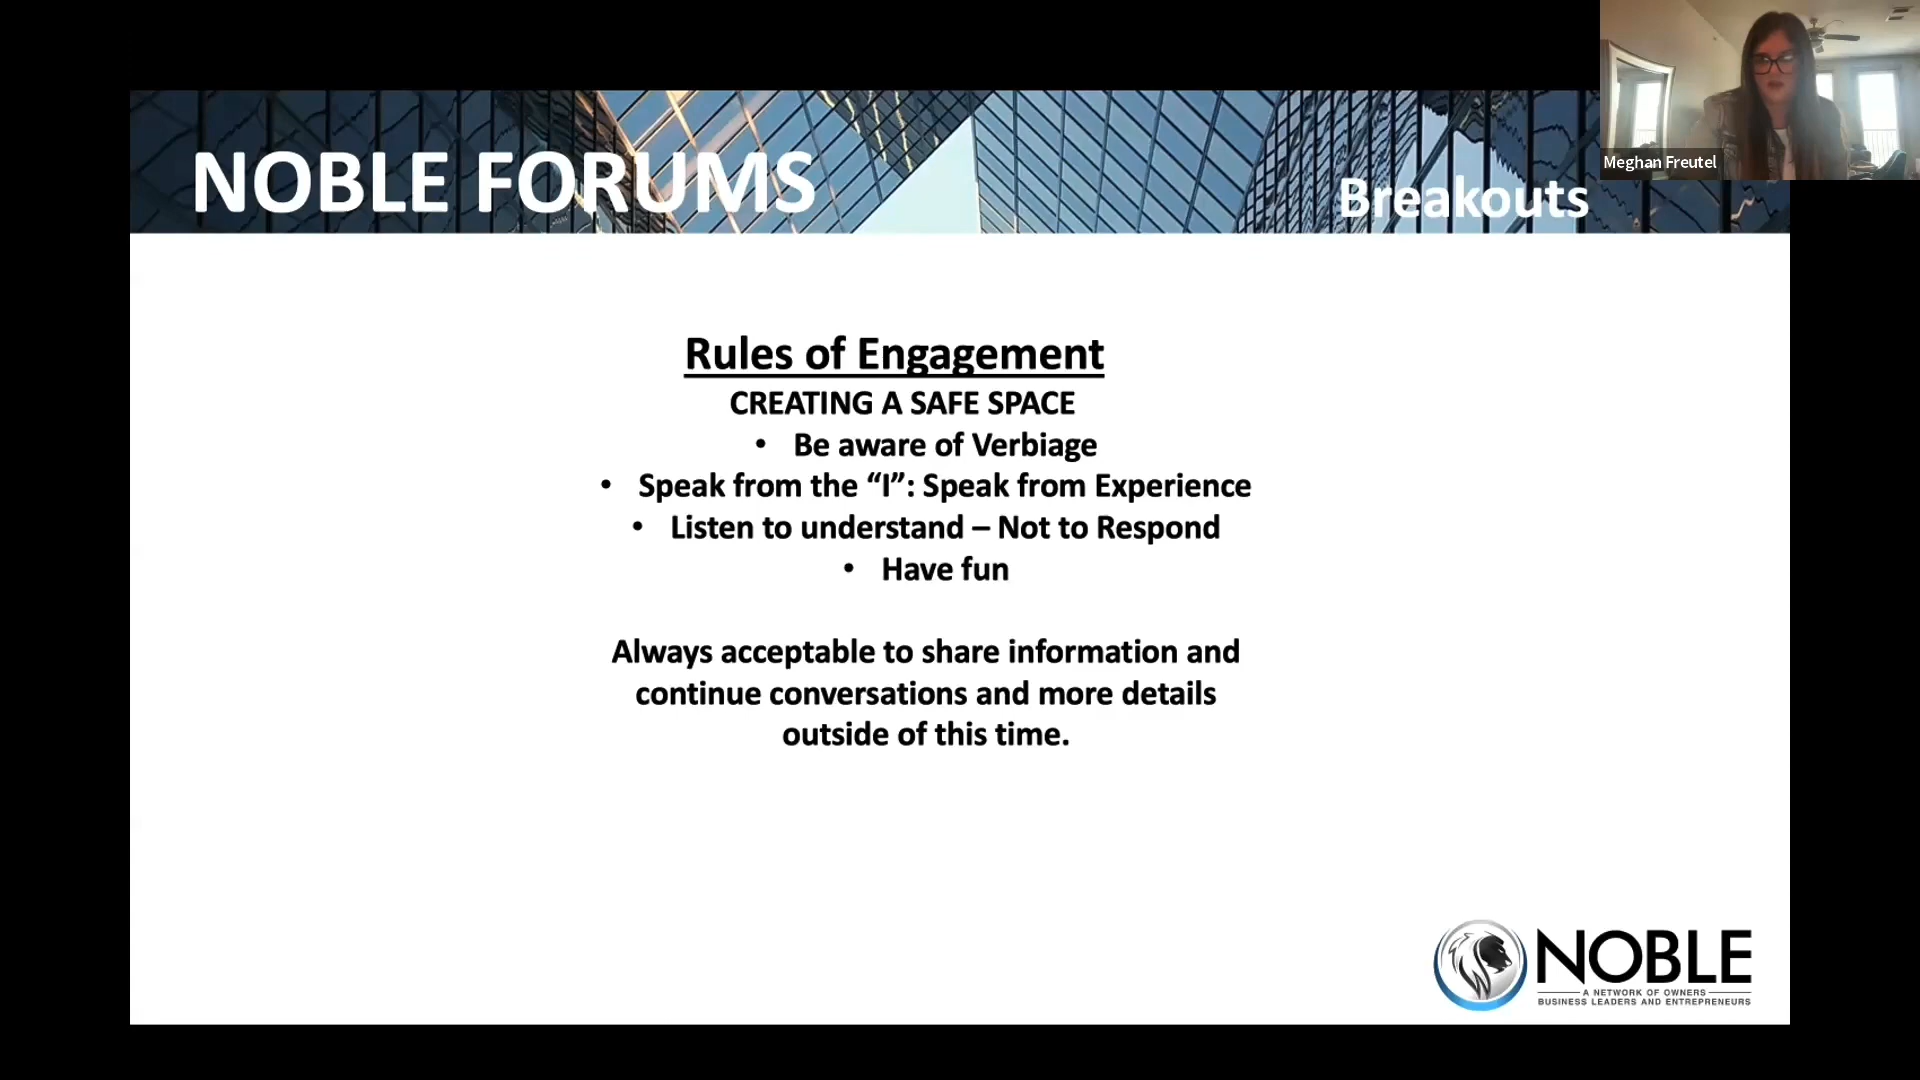 NOBLE FORUMS
Breakouts
Meghan Freutel
Rules of Engagement
CREATING A SAFE SPACE
• Be aware of Verbiage
• Speak from the “I”: Speak from Experience
• Listen to understand – Not to Respond
• Have fun
Always acceptable to share information and
continue conversations and more details
outside of this time.
NOBLE
A NETWORK OF OWNERS
BUSINESS LEADERS AND ENTREPRENEURS